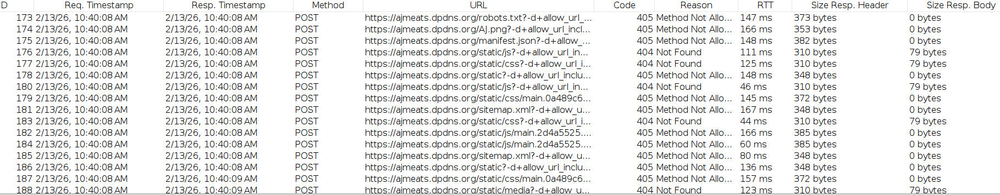 ID Req. Timestamp Resp. Timestamp Method URL Code Reason RTT Size Resp. Header Size Resp. Body
173 2/13/26, 10:40:08 AM 2/13/26, 10:40:08 AM POST https://ajmeats.dpdns.org/robots.txt?-d+allow_url_... 405 Method Not Allo... 147 ms 373 bytes 0 bytes
174 2/13/26, 10:40:08 AM 2/13/26, 10:40:08 AM POST https://ajmeats.dpdns.org/AJ.png?-d+allow_url_incl... 405 Method Not Allo... 166 ms 353 bytes 0 bytes
175 2/13/26, 10:40:08 AM 2/13/26, 10:40:08 AM POST https://ajmeats.dpdns.org/manifest.json?-d+allow_... 405 Method Not Allo... 148 ms 382 bytes 0 bytes
176 2/13/26, 10:40:08 AM 2/13/26, 10:40:08 AM POST https://ajmeats.dpdns.org/static/js?-d+allow_url_in... 404 Not Found 111 ms 310 bytes 79 bytes
177 2/13/26, 10:40:08 AM 2/13/26, 10:40:08 AM POST https://ajmeats.dpdns.org/static/css?-d+allow_url_i... 404 Not Found 125 ms 310 bytes 79 bytes
178 2/13/26, 10:40:08 AM 2/13/26, 10:40:08 AM POST https://ajmeats.dpdns.org/static?-d+allow_url_inclu... 405 Method Not Allo... 148 ms 348 bytes 0 bytes
180 2/13/26, 10:40:08 AM 2/13/26, 10:40:08 AM POST https://ajmeats.dpdns.org/static/js?-d+allow_url_in... 404 Not Found 46 ms 310 bytes 79 bytes
179 2/13/26, 10:40:08 AM 2/13/26, 10:40:08 AM POST https://ajmeats.dpdns.org/static/css/main.0a489c6... 405 Method Not Allo... 145 ms 372 bytes 0 bytes
181 2/13/26, 10:40:08 AM 2/13/26, 10:40:08 AM POST https://ajmeats.dpdns.org/sitemap.xml?-d+allow_u... 405 Method Not Allo... 167 ms 348 bytes 0 bytes
183 2/13/26, 10:40:08 AM 2/13/26, 10:40:08 AM POST https://ajmeats.dpdns.org/static/css?-d+allow_url_i... 404 Not Found 44 ms 310 bytes 79 bytes
182 2/13/26, 10:40:08 AM 2/13/26, 10:40:08 AM POST https://ajmeats.dpdns.org/static/js/main.2d4a5525.... 405 Method Not Allo... 166 ms 385 bytes 0 bytes
184 2/13/26, 10:40:08 AM 2/13/26, 10:40:08 AM POST https://ajmeats.dpdns.org/static/js/main.2d4a5525.... 405 Method Not Allo... 60 ms 385 bytes 0 bytes
185 2/13/26, 10:40:08 AM 2/13/26, 10:40:08 AM POST https://ajmeats.dpdns.org/sitemap.xml?-d+allow_u... 405 Method Not Allo... 80 ms 348 bytes 0 bytes
186 2/13/26, 10:40:08 AM 2/13/26, 10:40:08 AM POST https://ajmeats.dpdns.org/static?-d+allow_url_inclu... 405 Method Not Allo... 136 ms 348 bytes 0 bytes
187 2/13/26, 10:40:08 AM 2/13/26, 10:40:09 AM POST https://ajmeats.dpdns.org/static/css/main.0a489c6... 405 Method Not Allo... 157 ms 372 bytes 0 bytes
188 2/13/26, 10:40:08 AM 2/13/26, 10:40:09 AM POST https://ajmeats.dpdns.org/static/media?-d+allow_u... 404 Not Found 123 ms 310 bytes 79 bytes